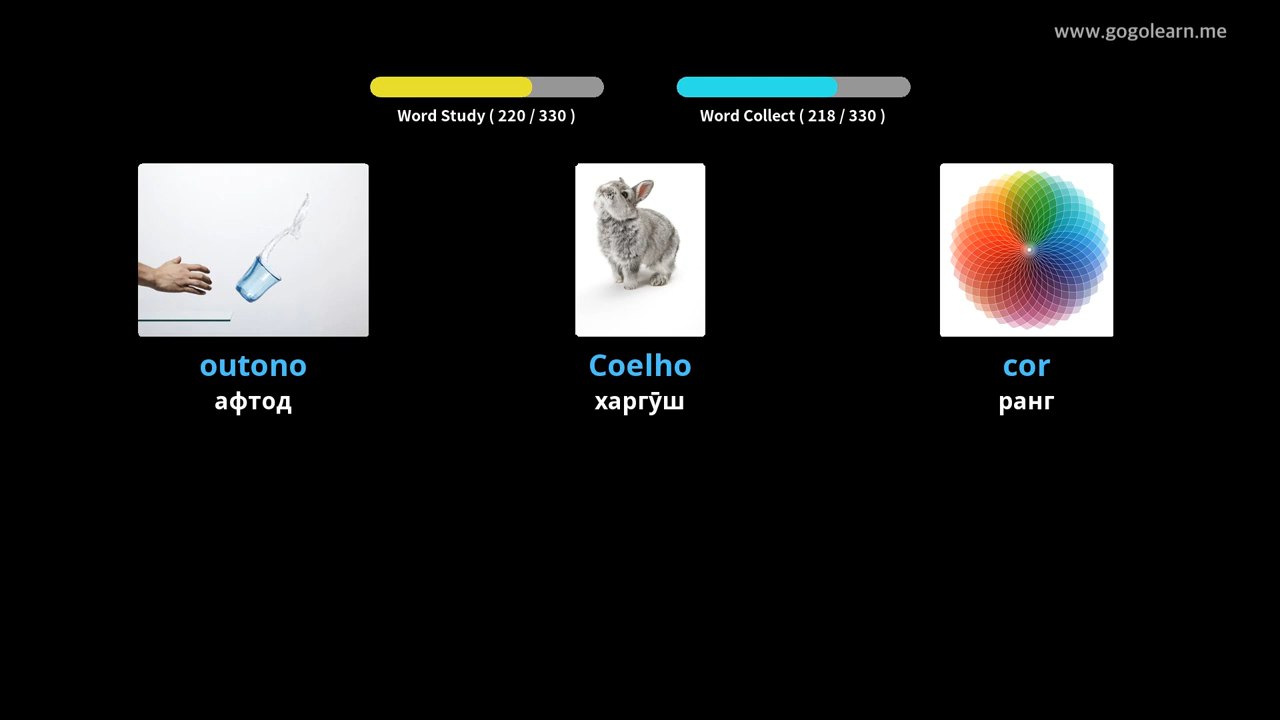 www.gogolearn.me
Word Study ( 220 / 330 )
Word Collect ( 218 / 330 )
outono
Coelho
cor
афтод
харгӯш
ранг